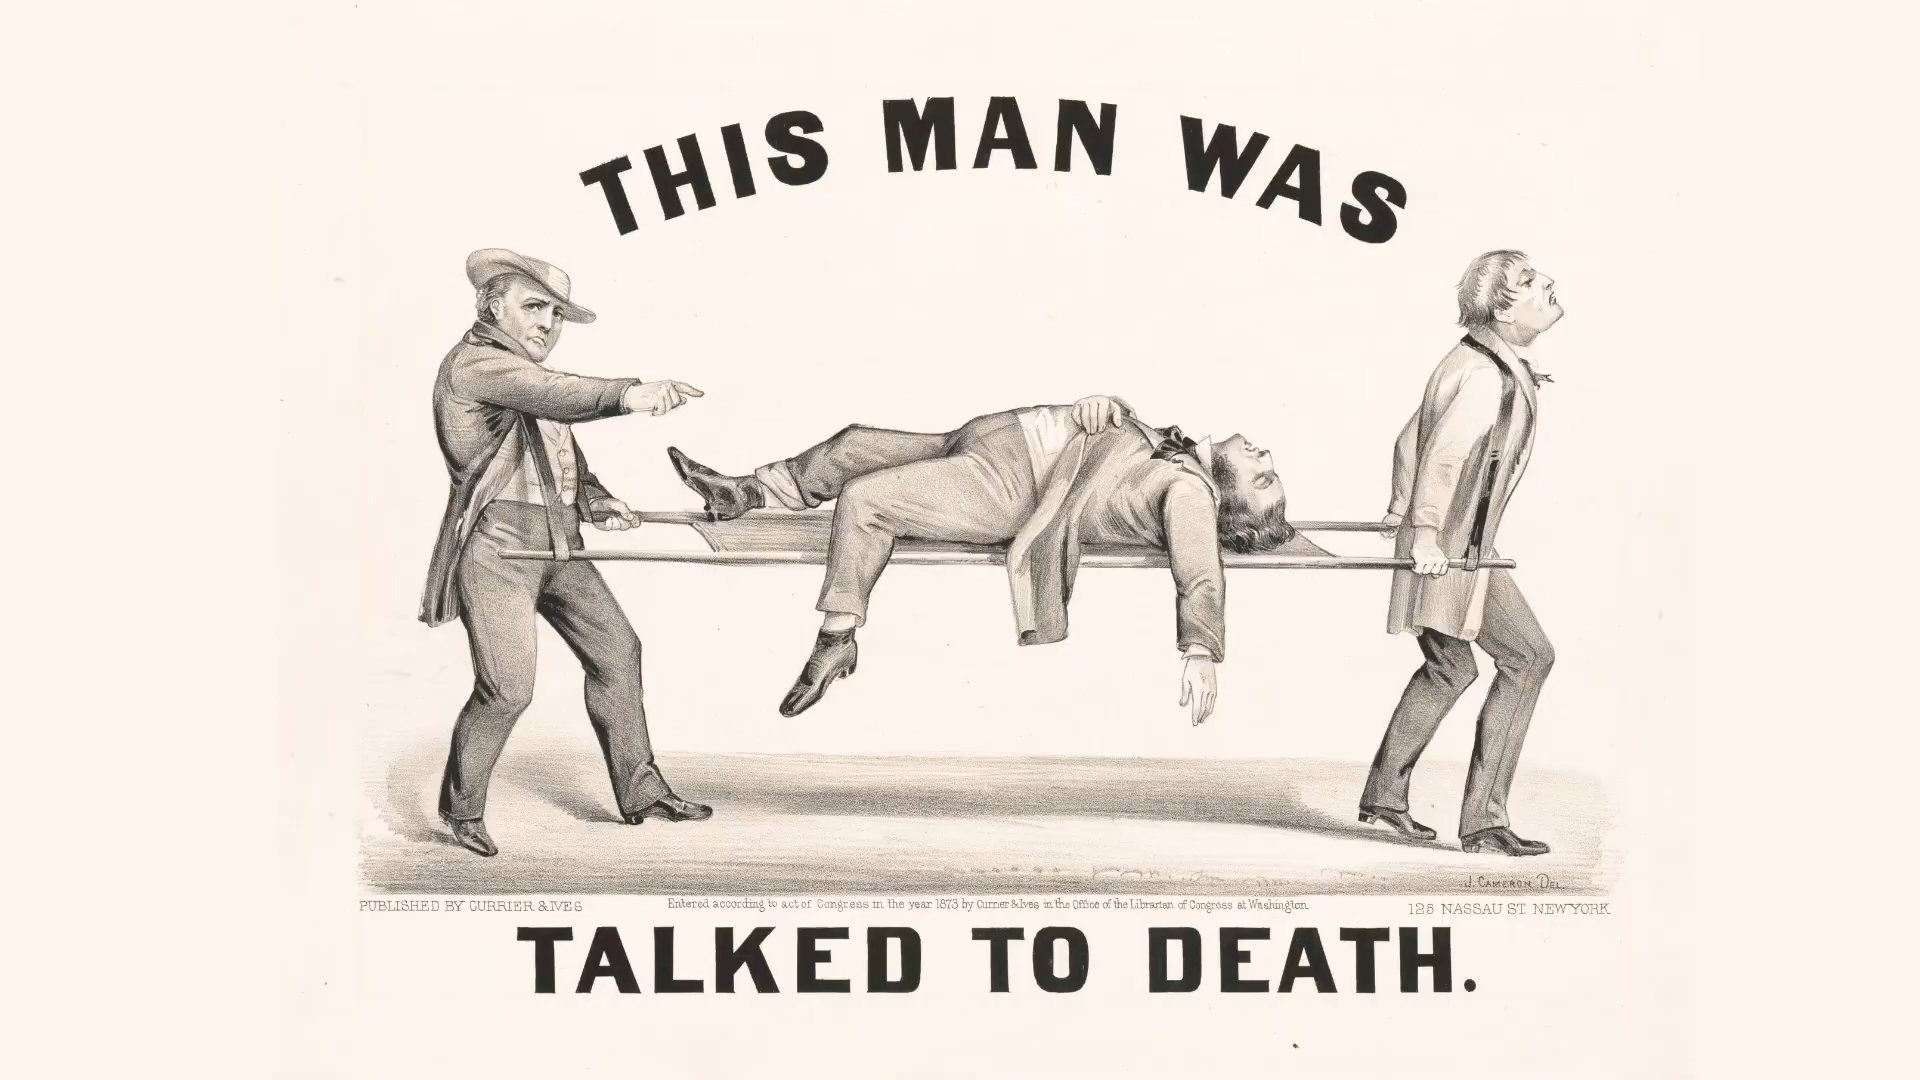 THIS MAN WAS
J. CAMERON DEL.
PUBLISHED BY CURRIER & IVES
Entered according to act of Congress in the year 1873 by Currier & Ives in the Office of the Librarian of Congress at Washington.
125 NASSAU ST. NEW YORK
TALKED TO DEATH.